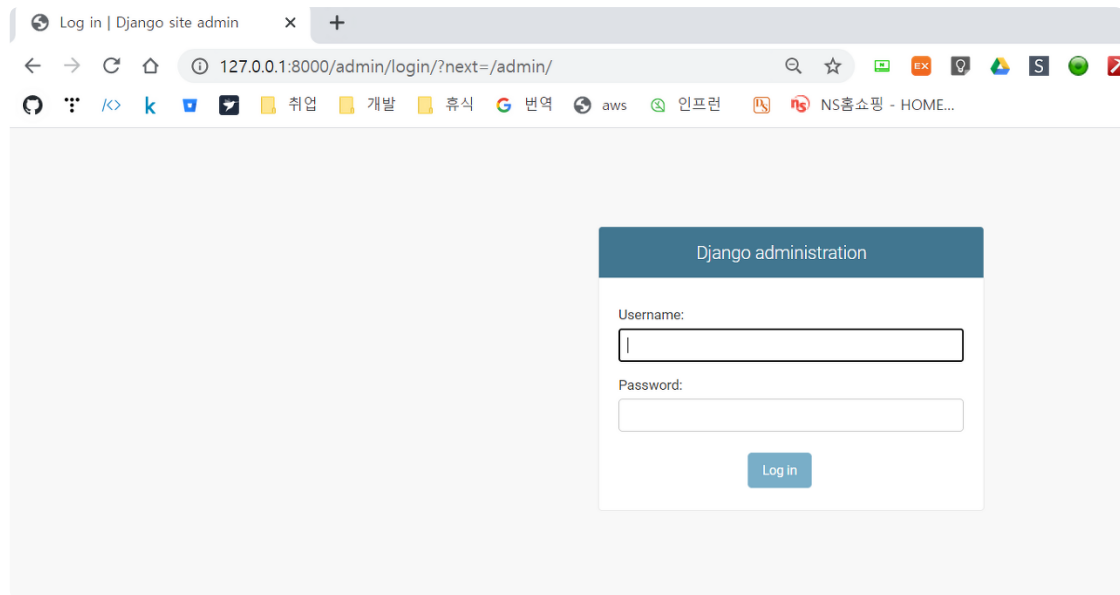 Log in | Django site admin
127.0.0.1:8000/admin/login/?next=/admin/
EX S
k 취업 개발 휴식 G 번역 aws 인프런 ns NS홈쇼핑 - HOME...
Django administration
Username:
Password:
Log in